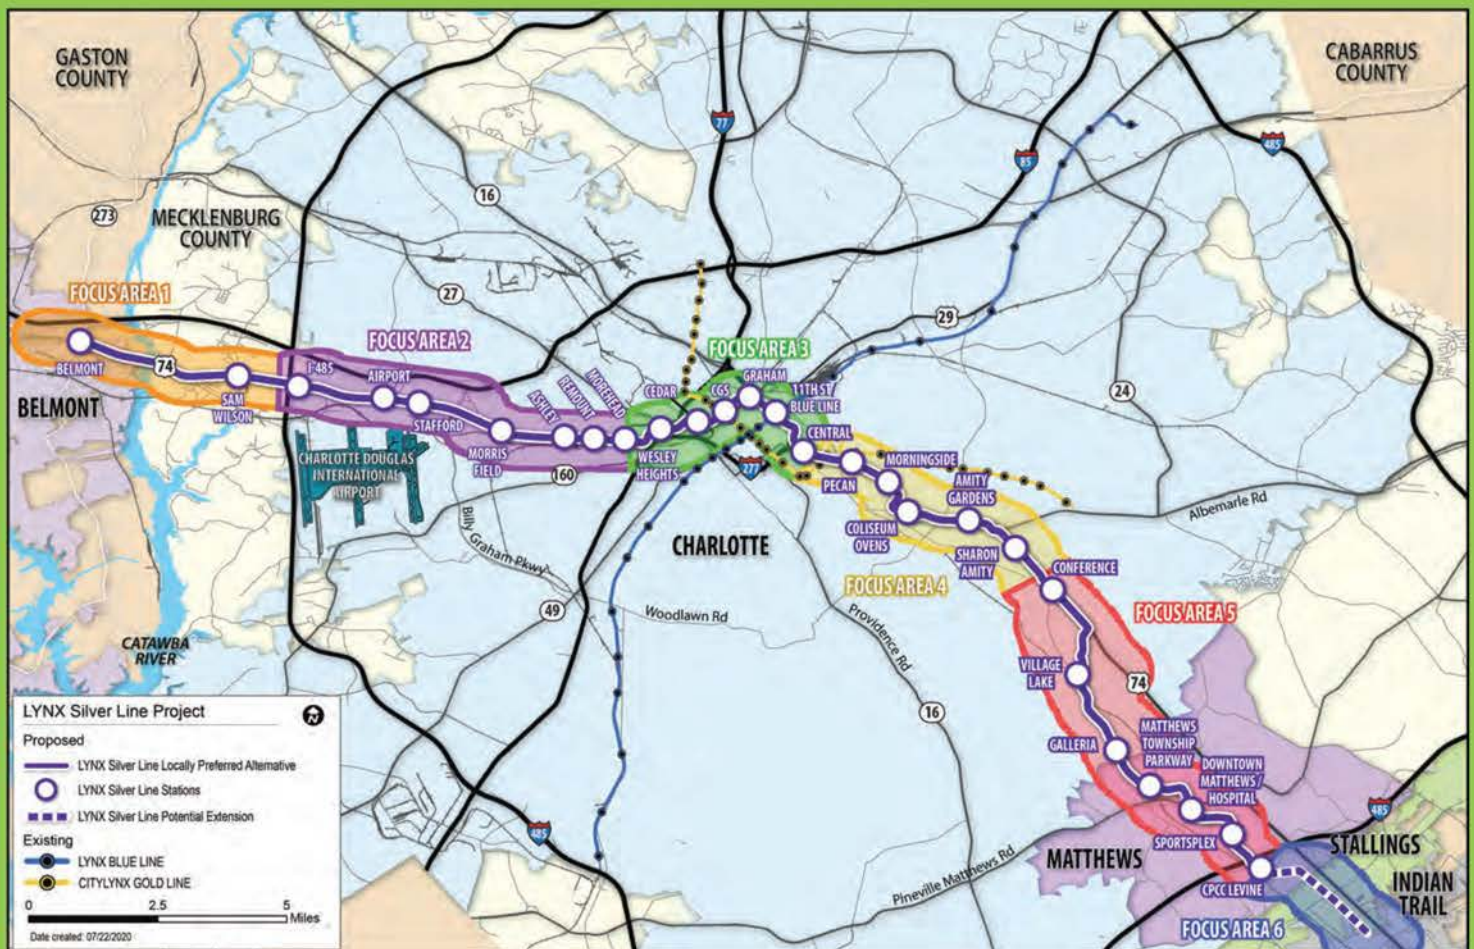 GASTON
COUNTY
CABARRUS
COUNTY
77
485
85
16
273
MECKLENBURG
COUNTY
FOCUS AREA 1
27
29
FOCUS AREA 2
FOCUS AREA 3
BELMONT
74
I-485
AIRPORT
MOREHEAD
REMOUNT
ASHLEY
CEDAR
CGS
GRAHAM
11TH ST/
BLUE LINE
24
BELMONT
SAM
WILSON
STAFFORD
CENTRAL
MORRIS
FIELD
WESLEY
HEIGHTS
277
PECAN
MORNINGSIDE
AMITY
GARDENS
CHARLOTTE DOUGLAS
INTERNATIONAL
AIRPORT
160
Billy Graham Pkwy
CHARLOTTE
COLISEUM
OVENS
Albemarle Rd
SHARON
AMITY
CONFERENCE
FOCUS AREA 4
FOCUS AREA 5
49
Woodlawn Rd
Providence Rd
CATAWBA
RIVER
VILLAGE
LAKE
74
16
GALLERIA
MATTHEWS
TOWNSHIP
PARKWAY
DOWNTOWN
MATTHEWS /
HOSPITAL
485
485
SPORTSPLEX
STALLINGS
MATTHEWS
Pineville Matthews Rd
CPCC LEVINE
INDIAN
TRAIL
FOCUS AREA 6
LYNX Silver Line Project
N
Proposed
LYNX Silver Line Locally Preferred Alternative
LYNX Silver Line Stations
LYNX Silver Line Potential Extension
Existing
LYNX BLUE LINE
CITYLYNX GOLD LINE
0 2.5 5
Miles
Date created: 07/22/2020